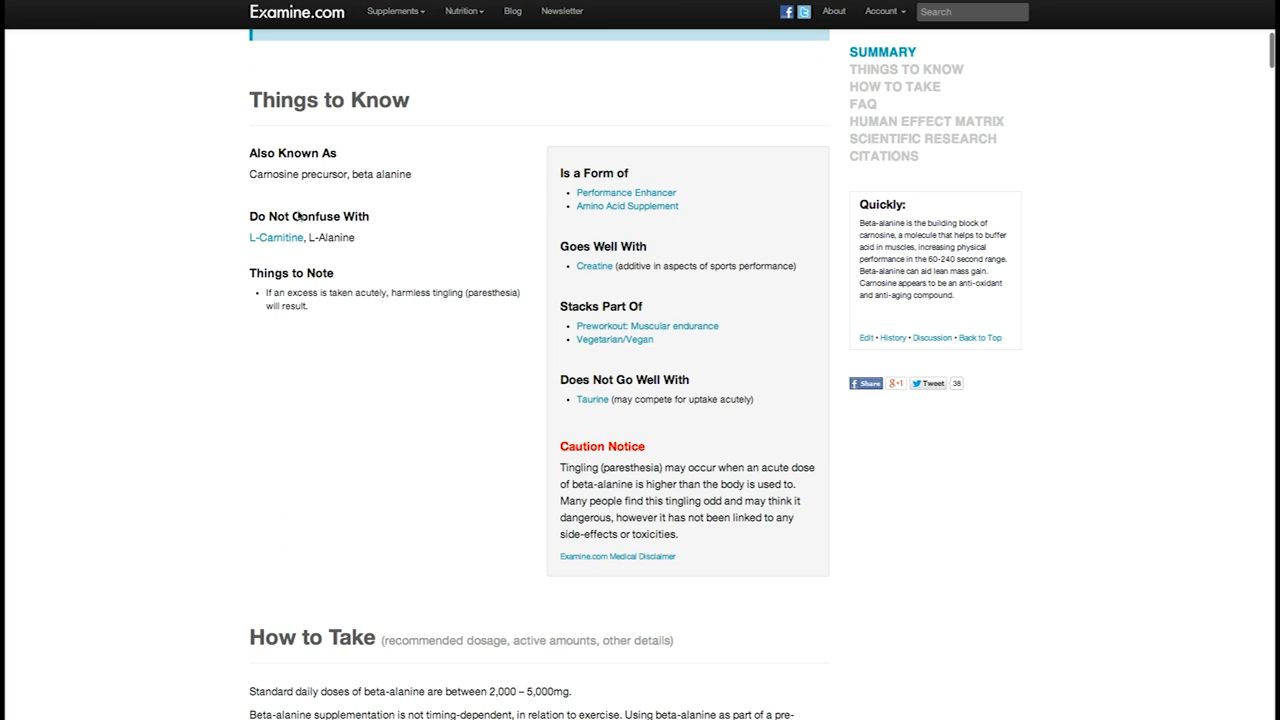 Examine.com
Supplements
Nutrition
Blog
Newsletter
About
Account
Search
Things to Know
Also Known As
Carnosine precursor, beta alanine
Do Not Confuse With
L-Carnitine, L-Alanine
Things to Note
• If an excess is taken acutely, harmless tingling (paresthesia)
will result.
Is a Form of
• Performance Enhancer
• Amino Acid Supplement
Goes Well With
• Creatine (additive in aspects of sports performance)
Stacks Part Of
• Preworkout: Muscular endurance
• Vegetarian/Vegan
Does Not Go Well With
• Taurine (may compete for uptake acutely)
Caution Notice
Tingling (paresthesia) may occur when an acute dose
of beta-alanine is higher than the body is used to.
Many people find this tingling odd and may think it
dangerous, however it has not been linked to any
side-effects or toxicities.
Examine.com Medical Disclaimer
SUMMARY
THINGS TO KNOW
HOW TO TAKE
FAQ
HUMAN EFFECT MATRIX
SCIENTIFIC RESEARCH
CITATIONS
Quickly:
Beta-alanine is the building block of
carnosine, a molecule that helps to buffer
acid in muscles, increasing physical
performance in the 60-240 second range.
Beta-alanine can aid lean mass gain.
Carnosine appears to be an anti-oxidant
and anti-aging compound.
Edit • History • Discussion • Back to Top
Share
+1
Tweet
38
How to Take (recommended dosage, active amounts, other details)
Standard daily doses of beta-alanine are between 2,000 – 5,000mg.
Beta-alanine supplementation is not timing-dependent, in relation to exercise. Using beta-alanine as part of a pre-